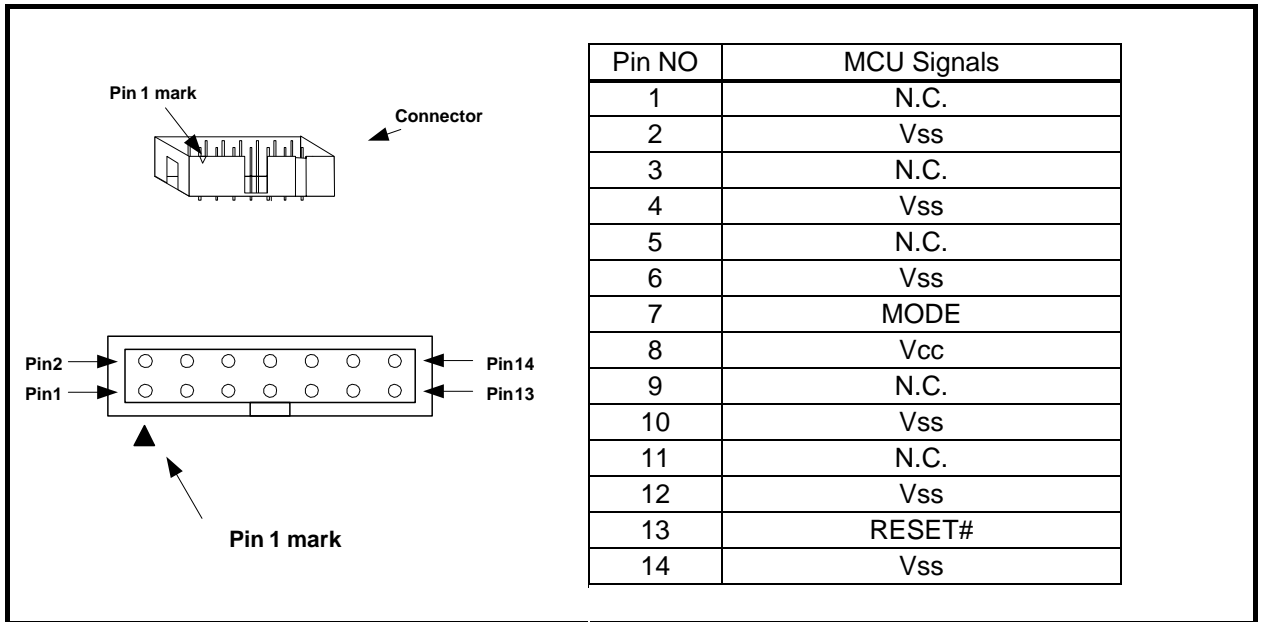 Pin 1 mark
Connector
Pin2
Pin14
Pin1
Pin13
Pin 1 mark
Pin NO MCU Signals
1 N.C.
2 Vss
3 N.C.
4 Vss
5 N.C.
6 Vss
7 MODE
8 Vcc
9 N.C.
10 Vss
11 N.C.
12 Vss
13 RESET#
14 Vss